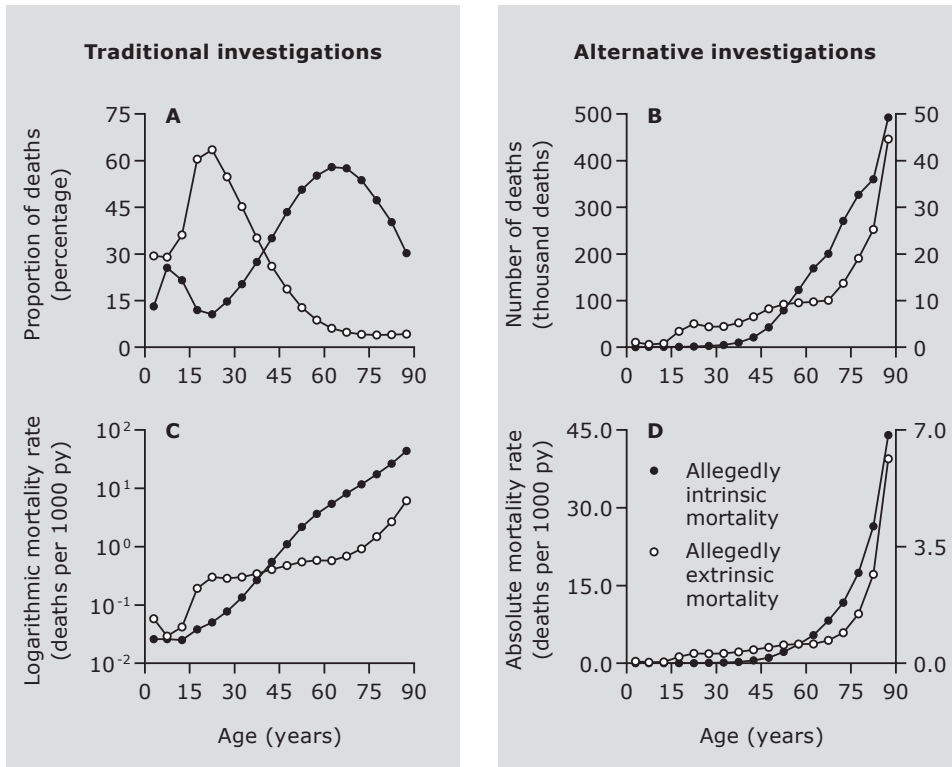 Traditional investigations
A
Proportion of deaths
(percentage)
75
60
45
30
15
0
0 15 30 45 60 75 90
C
Logarithmic mortality rate
(deaths per 1000 py)
10²
10¹
10⁰
10⁻¹
10⁻²
0 15 30 45 60 75 90
Age (years)
Alternative investigations
B
Number of deaths
(thousand deaths)
500
400
300
200
100
0
50
40
30
20
10
0
0 15 30 45 60 75 90
D
Absolute mortality rate
(deaths per 1000 py)
45.0
30.0
15.0
0.0
7.0
3.5
0.0
Allegedly
intrinsic
mortality
Allegedly
extrinsic
mortality
0 15 30 45 60 75 90
Age (years)